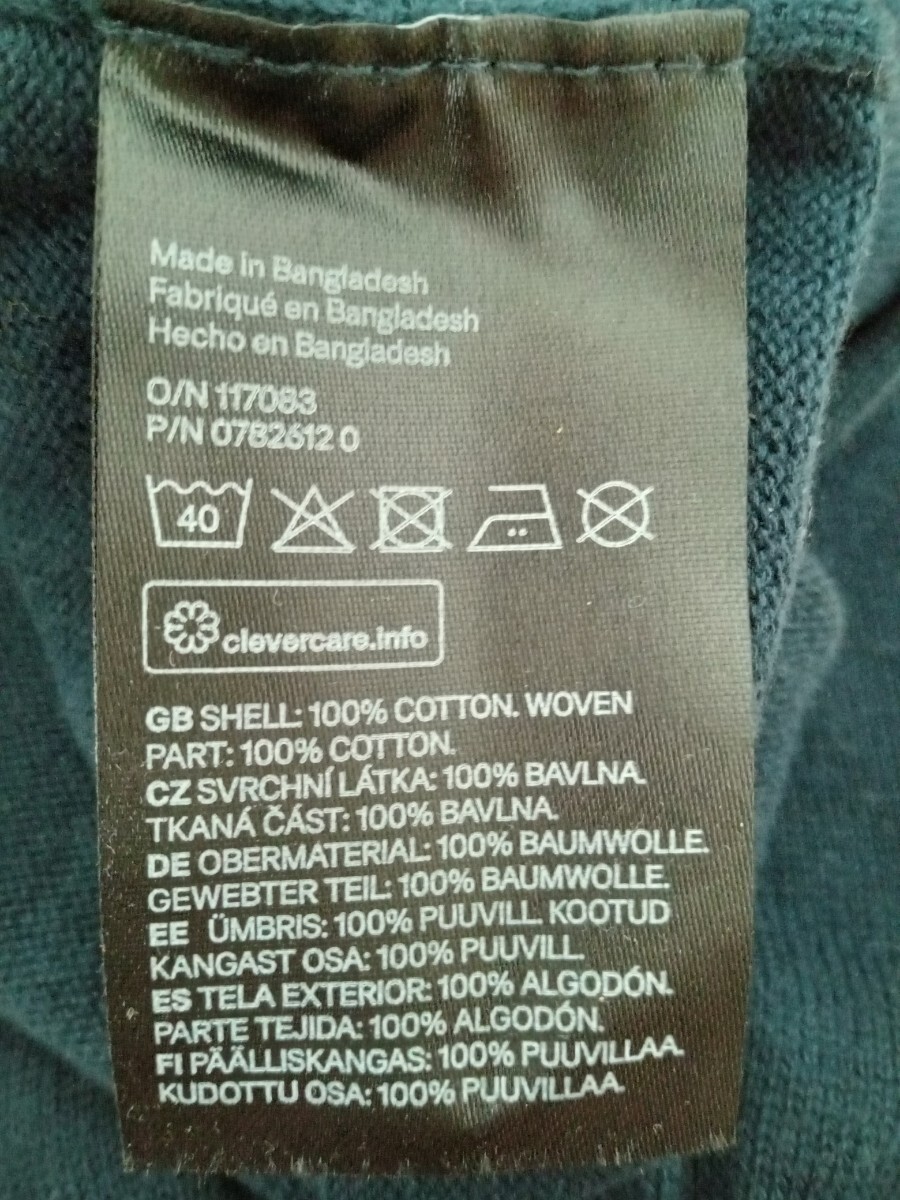 Made in Bangladesh
Fabriqué en Bangladesh
Hecho en Bangladesh
O/N 117083
P/N 0782612 0
40
clevercare.info
GB SHELL: 100% COTTON. WOVEN
PART: 100% COTTON.
CZ SVRCHNÍ LÁTKA: 100% BAVLNA.
TKANÁ ČÁST: 100% BAVLNA.
DE OBERMATERIAL: 100% BAUMWOLLE.
GEWEBTER TEIL: 100% BAUMWOLLE.
EE ÜMBRIS: 100% PUUVILL. KOOTUD
KANGAST OSA: 100% PUUVILL.
ES TELA EXTERIOR: 100% ALGODÓN.
PARTE TEJIDA: 100% ALGODÓN.
FI PÄÄLLISKANGAS: 100% PUUVILLAA.
KUDOTTU OSA: 100% PUUVILLAA.